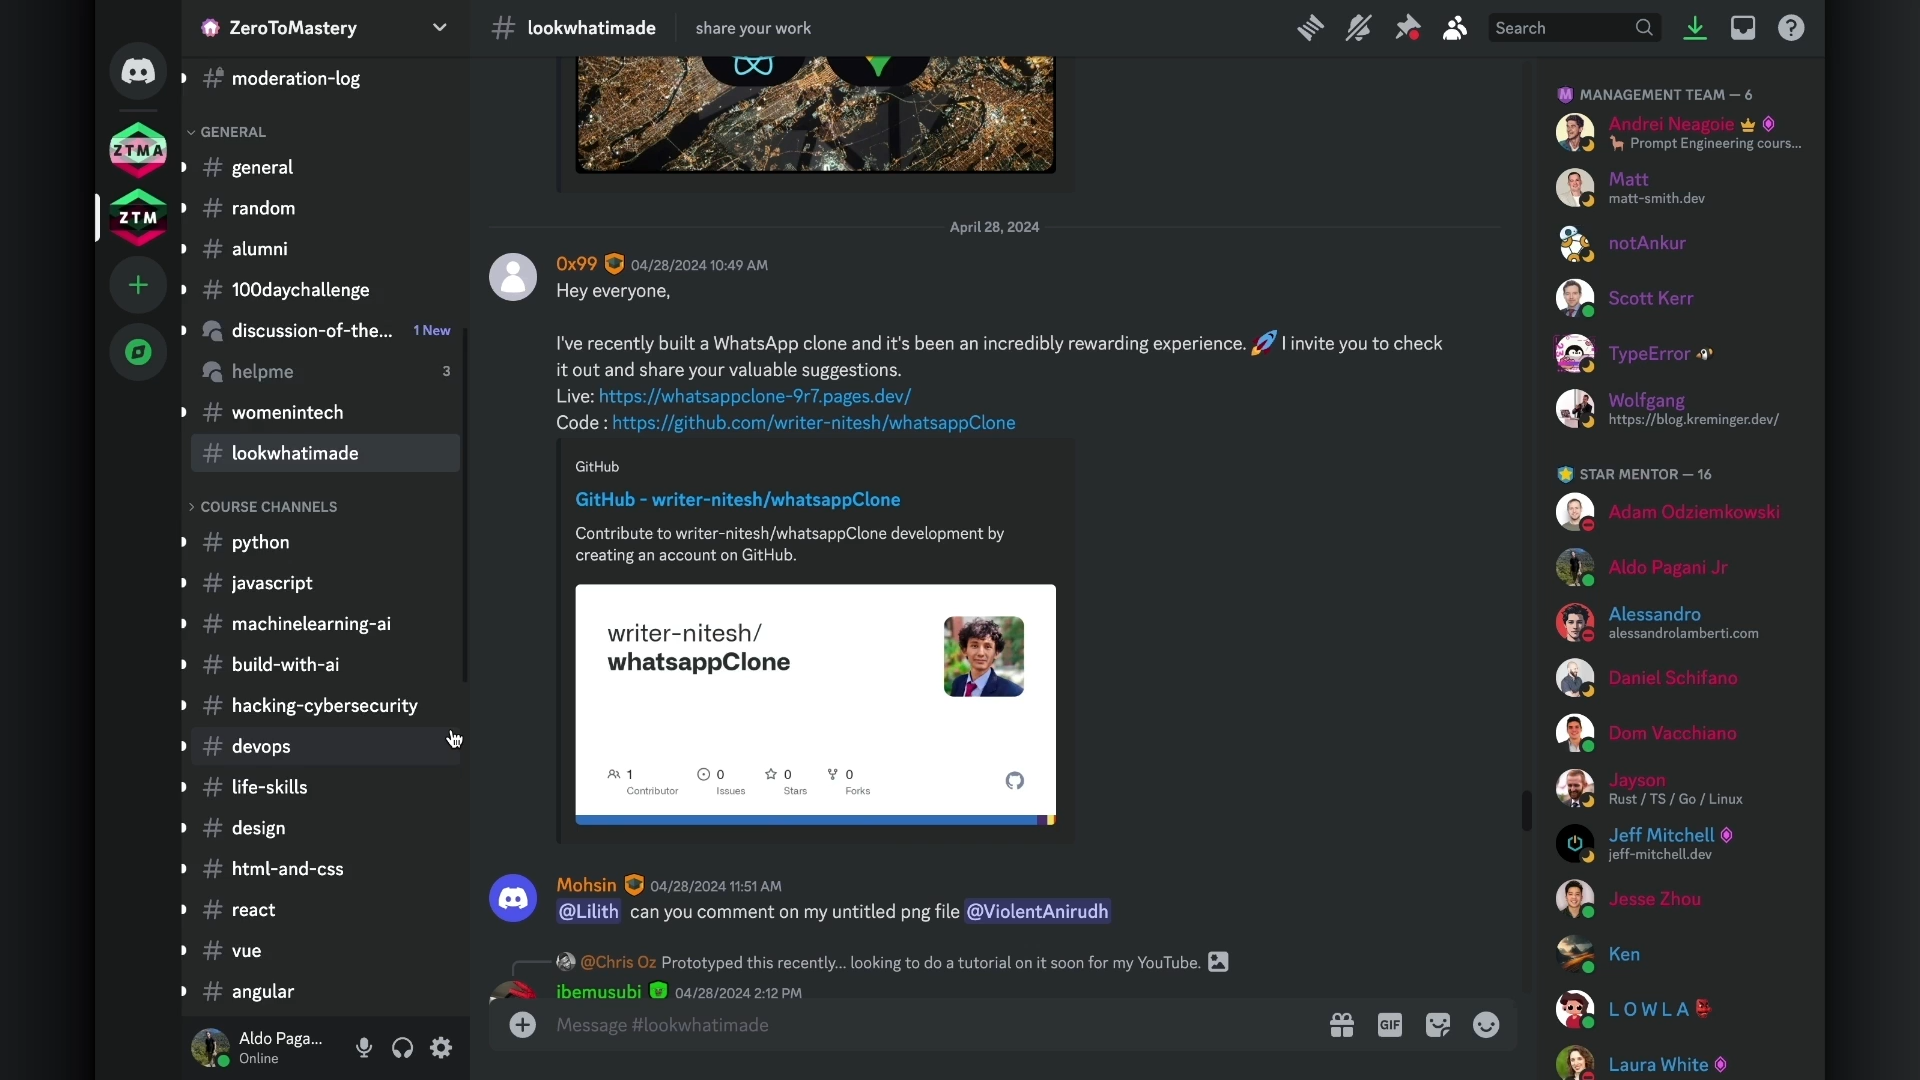 ZeroToMastery
lookwhatimade
share your work
Search
ZTMA
ZTM
moderation-log
GENERAL
general
random
alumni
100daychallenge
discussion-of-the...
1 New
helpme
3
womenintech
lookwhatimade
COURSE CHANNELS
python
javascript
machinelearning-ai
build-with-ai
hacking-cybersecurity
devops
life-skills
design
html-and-css
react
vue
angular
Aldo Paga...
Online
April 28, 2024
0x99 04/28/2024 10:49 AM
Hey everyone,
I've recently built a WhatsApp clone and it's been an incredibly rewarding experience. 🚀 I invite you to check
it out and share your valuable suggestions.
Live: https://whatsappclone-9r7.pages.dev/
Code : https://github.com/writer-nitesh/whatsappClone
GitHub
GitHub - writer-nitesh/whatsappClone
Contribute to writer-nitesh/whatsappClone development by
creating an account on GitHub.
writer-nitesh/
whatsappClone
1
Contributor
0
Issues
0
Stars
0
Forks
Mohsin 04/28/2024 11:51 AM
@Lilith can you comment on my untitled png file @ViolentAnirudh
@Chris Oz Prototyped this recently... looking to do a tutorial on it soon for my YouTube.
ibemusubi 04/28/2024 2:12 PM
Message #lookwhatimade
GIF
MANAGEMENT TEAM — 6
Andrei Neagoie
Prompt Engineering cours...
Matt
matt-smith.dev
notAnkur
Scott Kerr
TypeError
Wolfgang
https://blog.kreminger.dev/
STAR MENTOR — 16
Adam Odziemkowski
Aldo Pagani Jr
Alessandro
alessandrolamberti.com
Daniel Schifano
Dom Vacchiano
Jayson
Rust / TS / Go / Linux
Jeff Mitchell
jeff-mitchell.dev
Jesse Zhou
Ken
L O W L A
Laura White